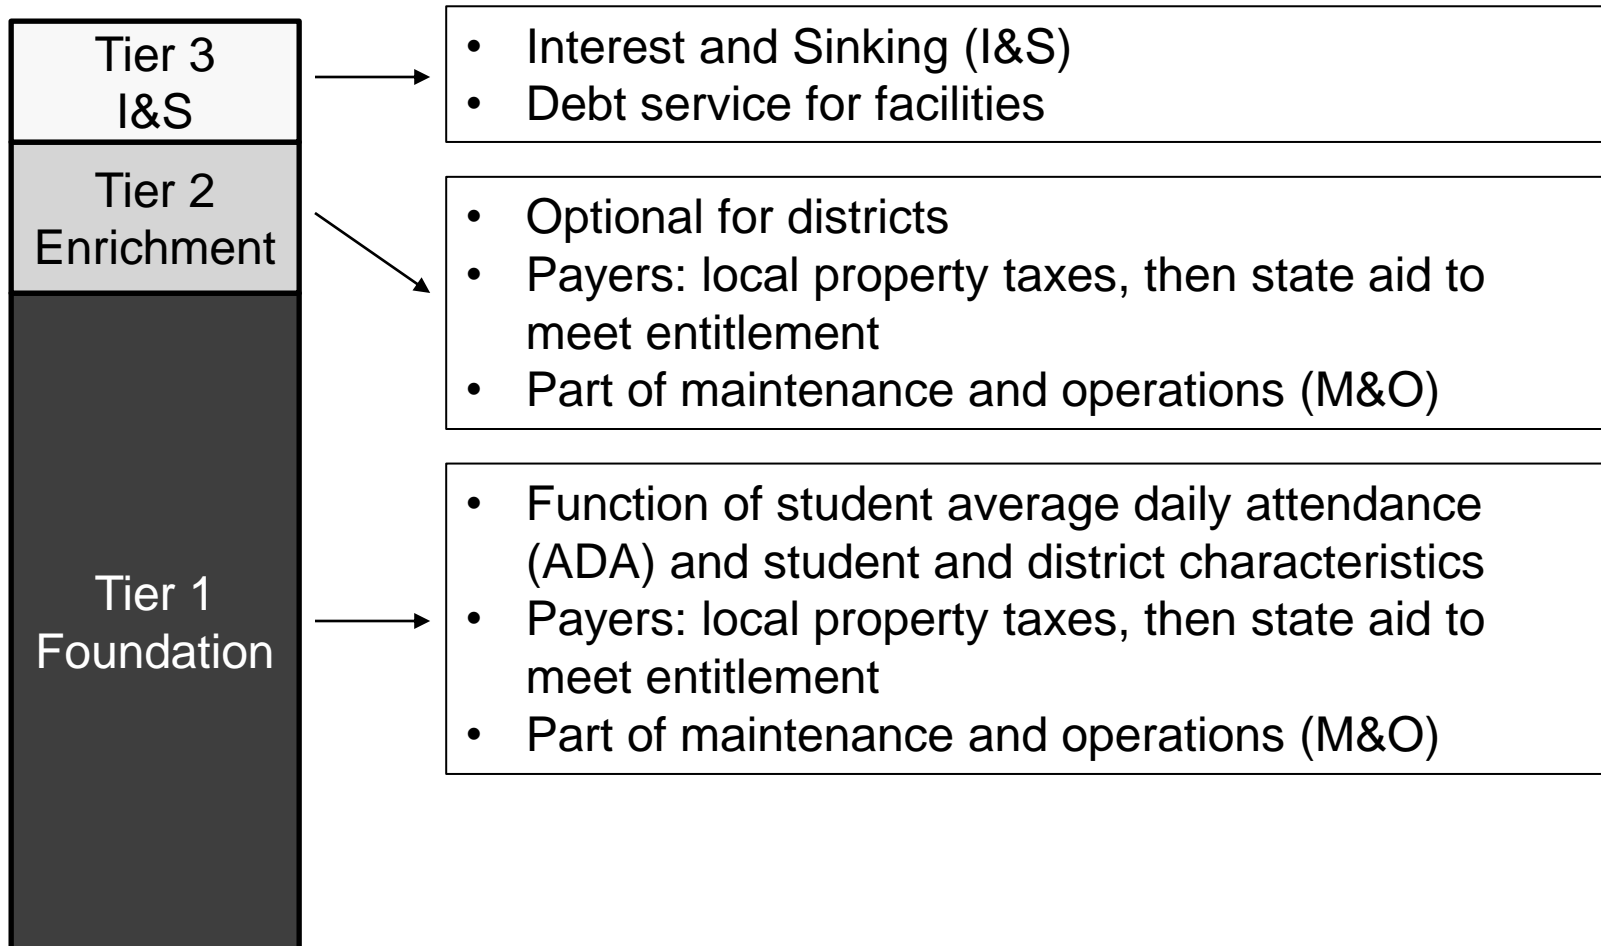 Tier 3
I&S
• Interest and Sinking (I&S)
• Debt service for facilities
Tier 2
Enrichment
• Optional for districts
• Payers: local property taxes, then state aid to
meet entitlement
• Part of maintenance and operations (M&O)
Tier 1
Foundation
• Function of student average daily attendance
(ADA) and student and district characteristics
• Payers: local property taxes, then state aid to
meet entitlement
• Part of maintenance and operations (M&O)